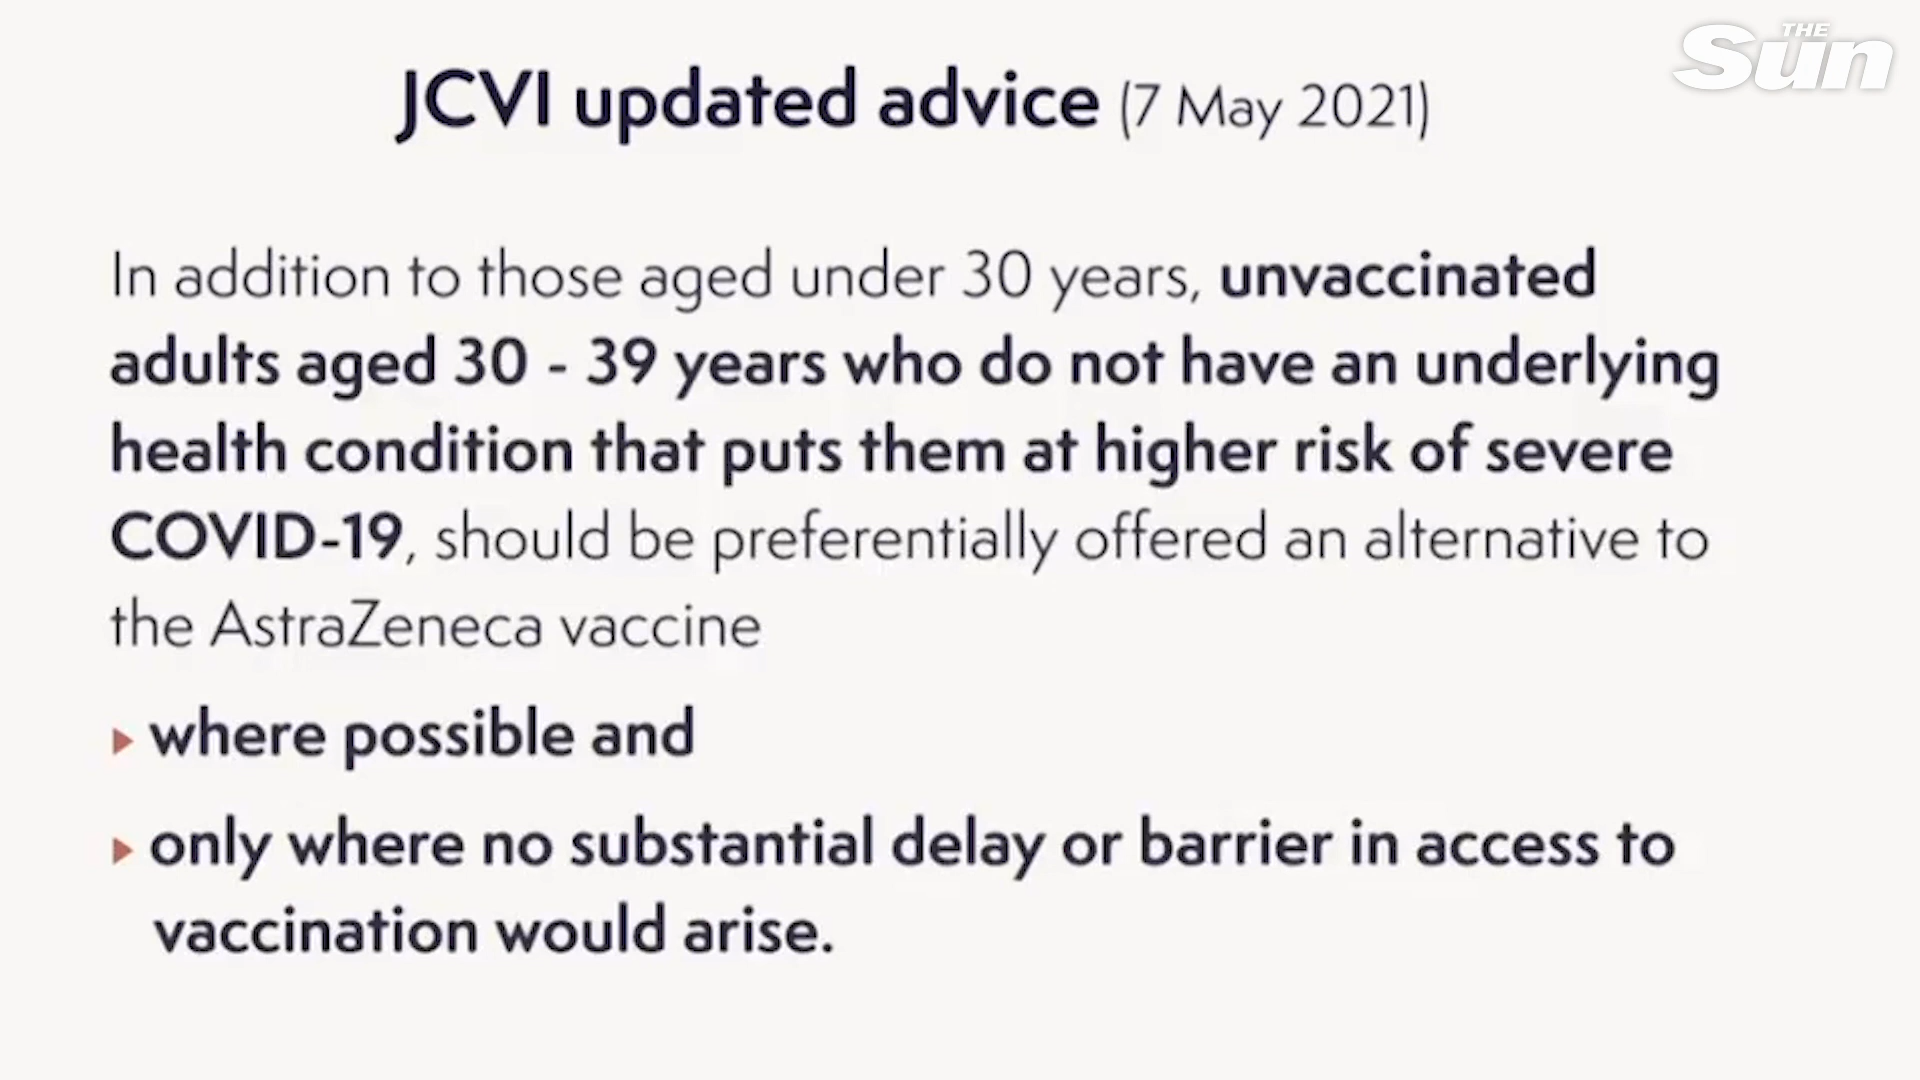 THE
Sun
JCVI updated advice (7 May 2021)
In addition to those aged under 30 years, unvaccinated
adults aged 30 - 39 years who do not have an underlying
health condition that puts them at higher risk of severe
COVID-19, should be preferentially offered an alternative to
the AstraZeneca vaccine
▸ where possible and
▸ only where no substantial delay or barrier in access to
vaccination would arise.